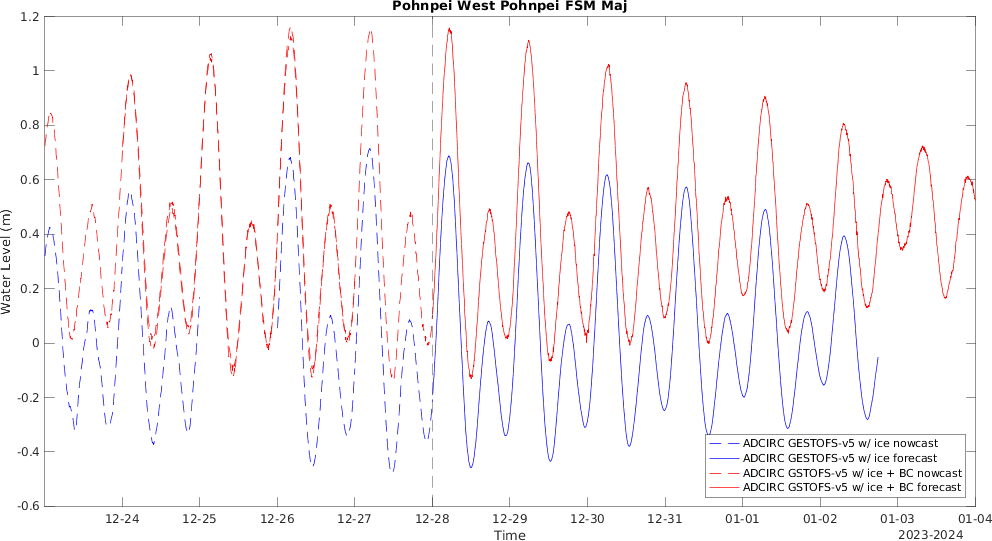 Pohnpei West Pohnpei FSM Maj
1.2
1
0.8
0.6
0.4
0.2
0
-0.2
-0.4
-0.6
Water Level (m)
ADCIRC GESTOFS-v5 w/ ice nowcast
ADCIRC GESTOFS-v5 w/ ice forecast
ADCIRC GSTOFS-v5 w/ ice + BC nowcast
ADCIRC GSTOFS-v5 w/ ice + BC forecast
12-24 12-25 12-26 12-27 12-28 12-29 12-30 12-31 01-01 01-02 01-03 01-04
Time
2023-2024